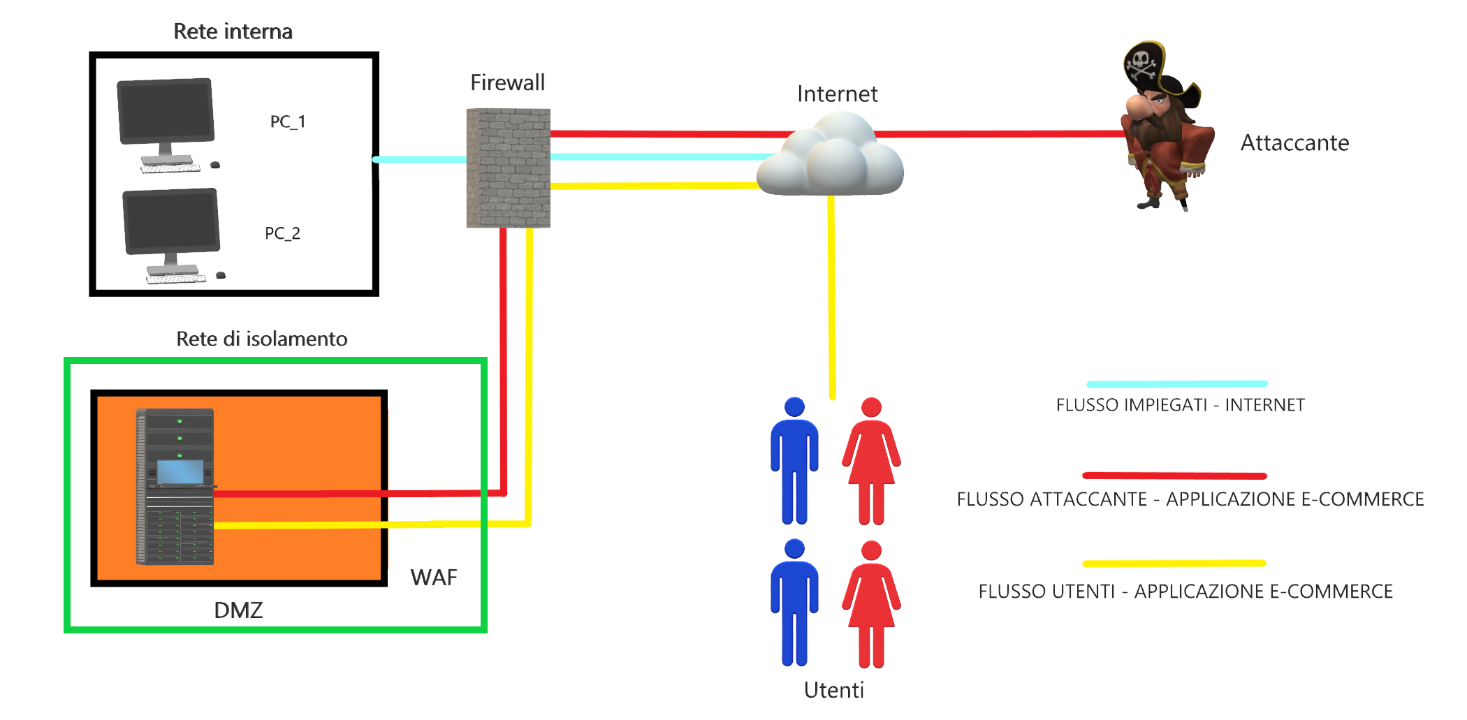 Rete interna
PC_1
PC_2
Firewall
Internet
Attaccante
Rete di isolamento
WAF
DMZ
Utenti
FLUSSO IMPIEGATI - INTERNET
FLUSSO ATTACCANTE - APPLICAZIONE E-COMMERCE
FLUSSO UTENTI - APPLICAZIONE E-COMMERCE